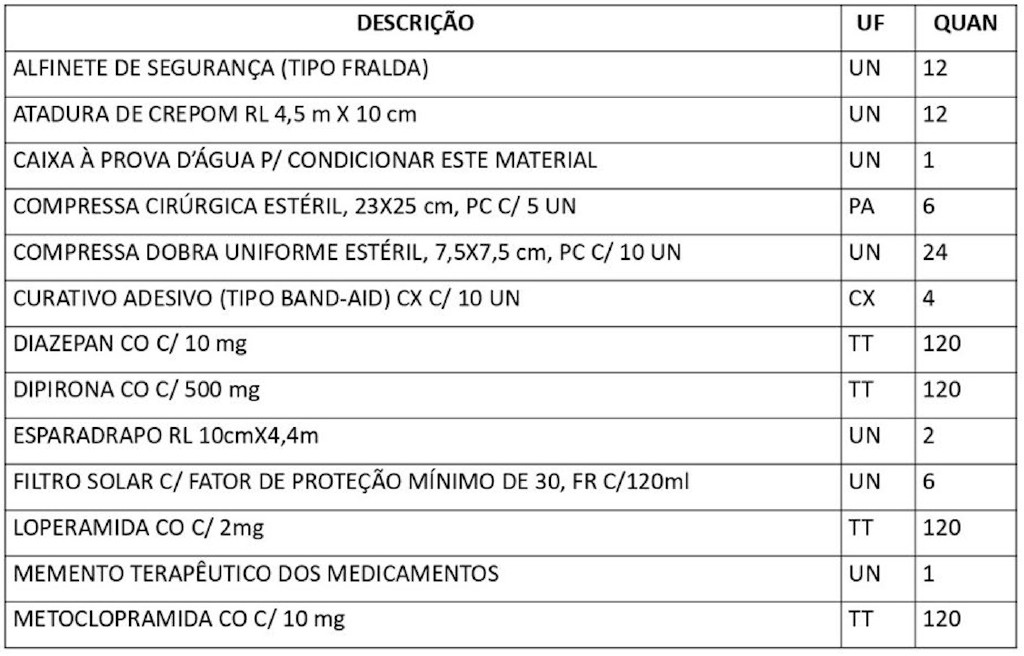 DESCRIÇÃO UF QUAN
ALFINETE DE SEGURANÇA (TIPO FRALDA) UN 12
ATADURA DE CREPOM RL 4,5 m X 10 cm UN 12
CAIXA À PROVA D’ÁGUA P/ CONDICIONAR ESTE MATERIAL UN 1
COMPRESSA CIRÚRGICA ESTÉRIL, 23X25 cm, PC C/ 5 UN PA 6
COMPRESSA DOBRA UNIFORME ESTÉRIL, 7,5X7,5 cm, PC C/ 10 UN UN 24
CURATIVO ADESIVO (TIPO BAND-AID) CX C/ 10 UN CX 4
DIAZEPAN CO C/ 10 mg TT 120
DIPIRONA CO C/ 500 mg TT 120
ESPARADRAPO RL 10cmX4,4m UN 2
FILTRO SOLAR C/ FATOR DE PROTEÇÃO MÍNIMO DE 30, FR C/120ml UN 6
LOPERAMIDA CO C/ 2mg TT 120
MEMENTO TERAPÊUTICO DOS MEDICAMENTOS UN 1
METOCLOPRAMIDA CO C/ 10 mg TT 120